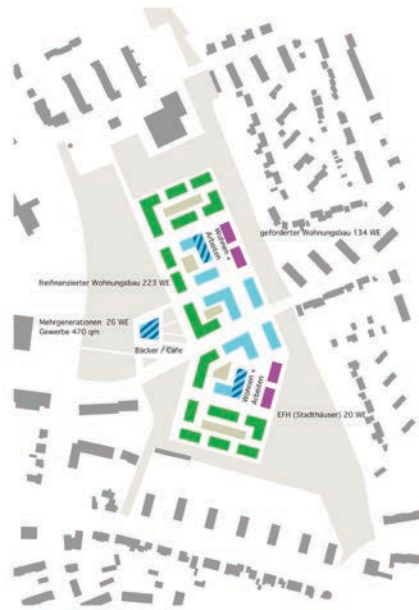 Wohnen +
Arbeiten
geförderter Wohnungsbau 134 WE
freifinanzierter Wohnungsbau 223 WE
Mehrgenerationen 26 WE
Gewerbe 470 qm
Bäcker / Cafe
Wohnen +
Arbeiten
EFH (Stadthäuser) 20 WE